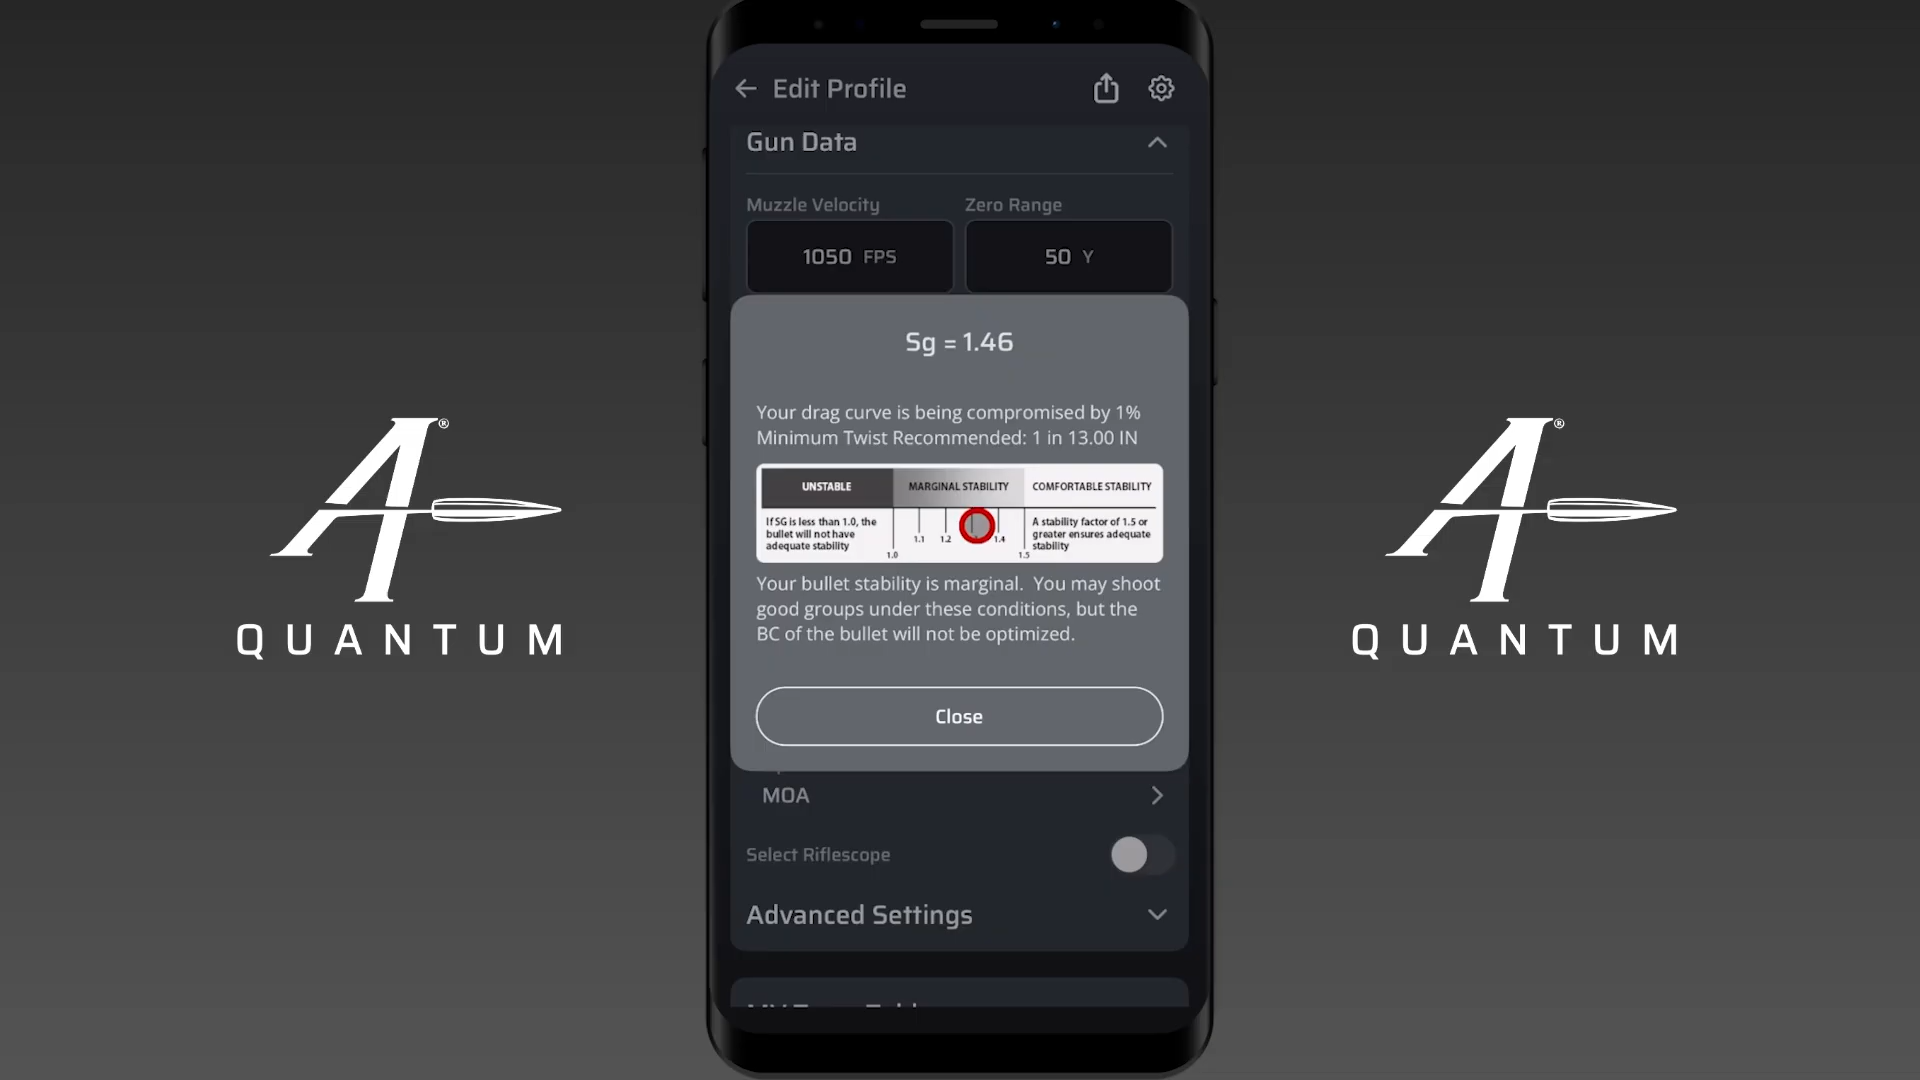 Edit Profile
Gun Data
Muzzle Velocity
Zero Range
1050 FPS
50 Y
Sg = 1.46
Your drag curve is being compromised by 1%
Minimum Twist Recommended: 1 in 13.00 IN
UNSTABLE
MARGINAL STABILITY
COMFORTABLE STABILITY
If SG is less than 1.0, the
bullet will not have
adequate stability
1.0
1.1
1.2
1.4
1.5
A stability factor of 1.5 or
greater ensures adequate
stability
Your bullet stability is marginal. You may shoot
good groups under these conditions, but the
BC of the bullet will not be optimized.
Close
MOA
Select Riflescope
Advanced Settings
®
QUANTUM
®
QUANTUM